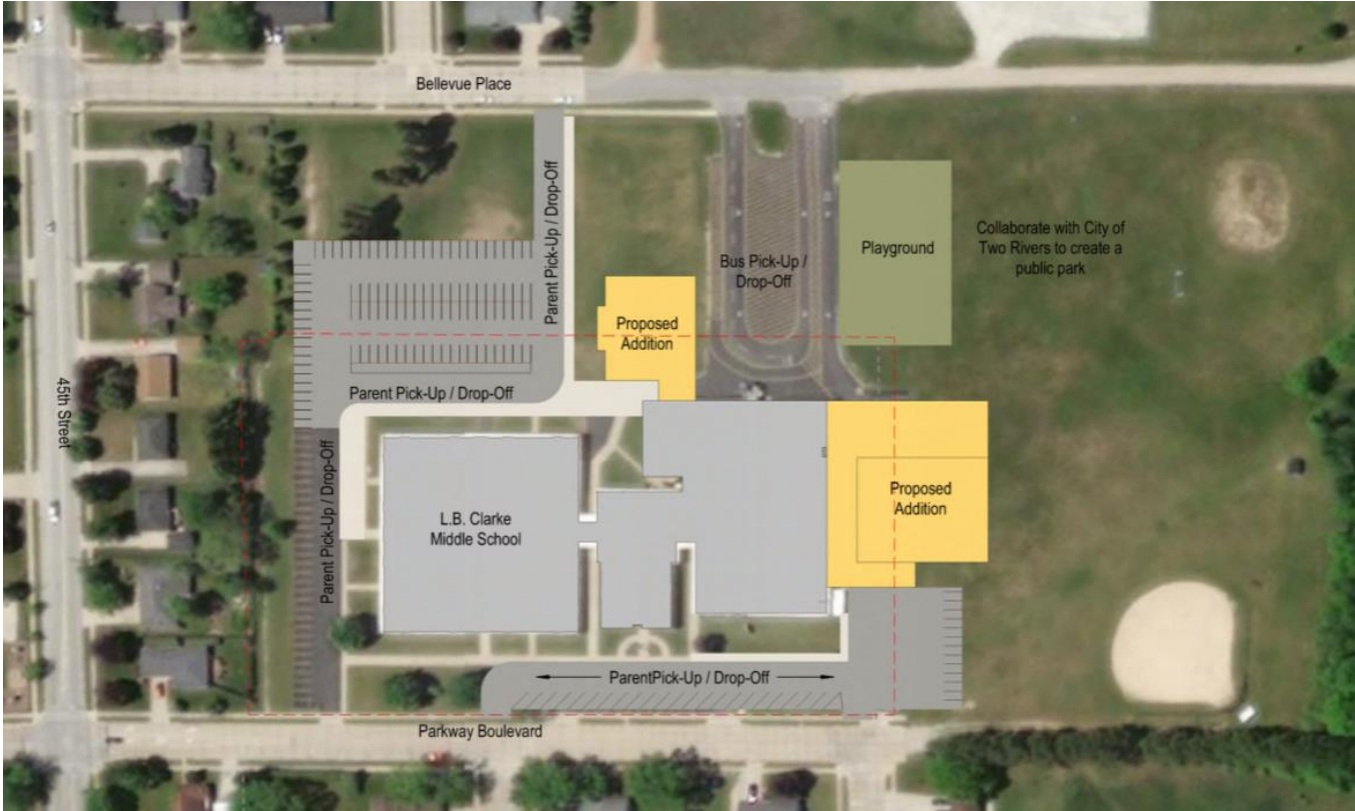 Bellevue Place
Parent Pick-Up / Drop-Off
Bus Pick-Up /
Drop-Off
Playground
Collaborate with City of
Two Rivers to create a
public park
Proposed
Addition
Parent Pick-Up / Drop-Off
45th Street
Parent Pick-Up / Drop-Off
L.B. Clarke
Middle School
Proposed
Addition
ParentPick-Up / Drop-Off
Parkway Boulevard